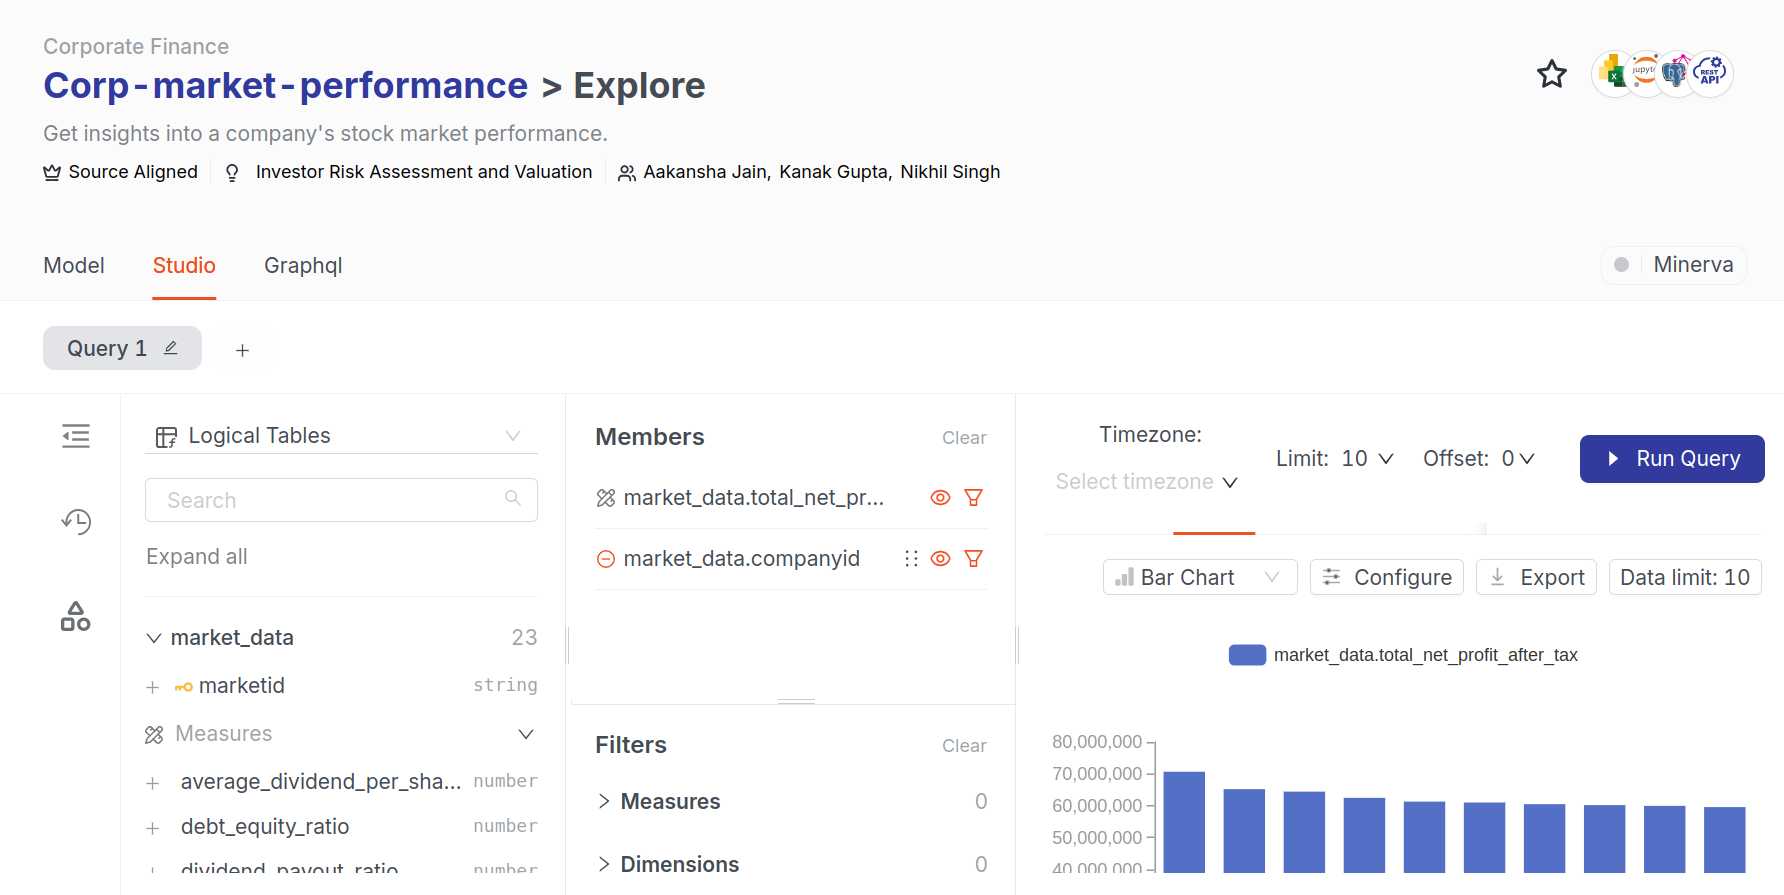 Corporate Finance
Corp-market-performance > Explore
Get insights into a company's stock market performance.
Source Aligned
Investor Risk Assessment and Valuation
Aakansha Jain, Kanak Gupta, Nikhil Singh
REST
API
Model
Studio
Graphql
Minerva
Query 1
Logical Tables
Search
Expand all
market_data 23
marketid string
Measures
average_dividend_per_sha... number
debt_equity_ratio number
dividend_payout_ratio number
Members Clear
market_data.total_net_pr...
market_data.companyid
Filters Clear
Measures 0
Dimensions 0
Timezone:
Select timezone
Limit: 10
Offset: 0
Run Query
Bar Chart
Configure
Export
Data limit: 10
market_data.total_net_profit_after_tax
80,000,000
70,000,000
60,000,000
50,000,000
40,000,000